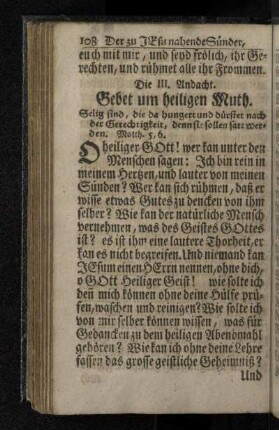 108 Der zu JEsu nahende Sünder,
euch mit mir, und seyd frölich, ihr Ge-
rechten, und rühmet alle ihr Frommen.
Die III. Andacht.
Gebet um heiligen Muth.
Selig sind, die da hungert und dürstet nach
der Gerechtigkeit, denn sie sollen satt wer-
den. Matth. 5, 6.
O heiliger GOtt! wer kan unter den
Menschen sagen: Ich bin rein in
meinem Hertzen, und lauter von meinen
Sünden? Wer kan sich rühmen, daß er
wisse etwas Gutes zu dencken von ihm
selber? Wie kan der natürliche Mensch
vernehmen, was des Geistes GOttes
ist? es ist ihm eine lautere Thorheit, er
kan es nicht begreifen. Und niemand kan
JEsum einen HErrn nennen, ohne dich,
o GOtt Heiliger Geist! wie solte ich
deñ mich können ohne deine Hülfe prü-
fen, waschen und reinigen? Wie solte ich
von mir selber können wissen, was für
Gedancken zu dem heiligen Abendmahl
gehören? Wie kan ich ohne deine Lehre
fassen das grosse geistliche Geheimniß?
Und